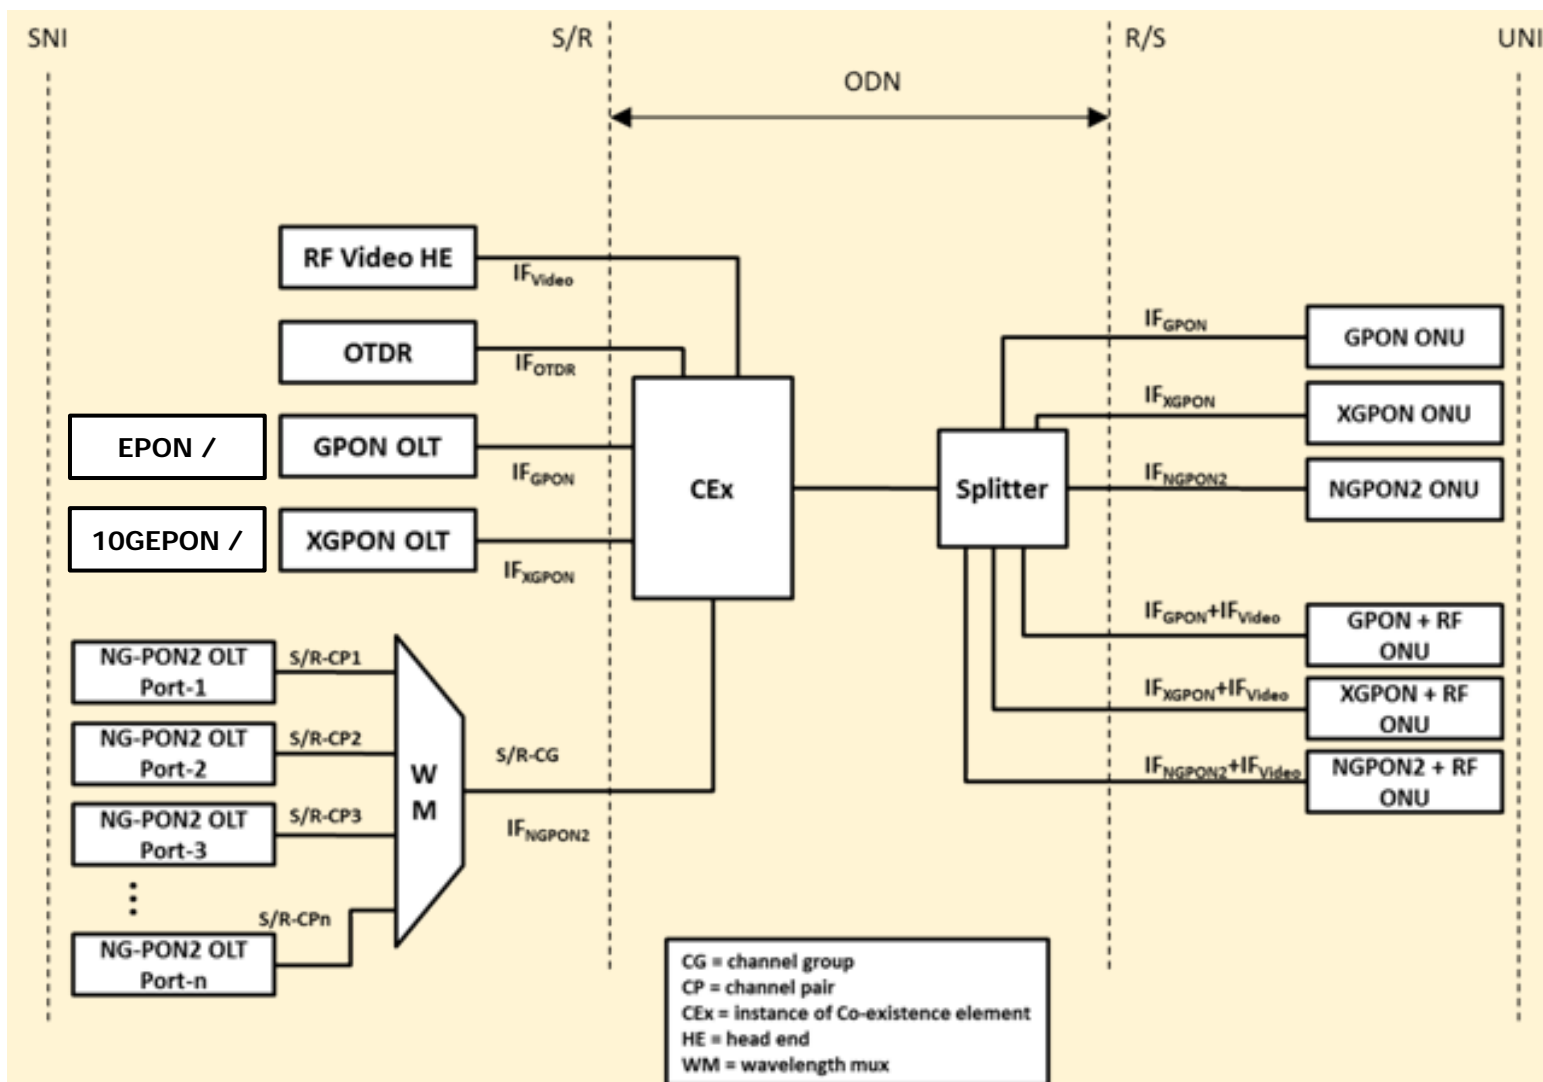 SNI
S/R
R/S
UNI
ODN
RF Video HE
IFVideo
OTDR
IFOTDR
EPON /
GPON OLT
IFGPON
10GEPON /
XGPON OLT
IFXGPON
CEx
Splitter
IFGPON
GPON ONU
IFXGPON
XGPON ONU
IFNGPON2
NGPON2 ONU
IFGPON+IFVideo
GPON + RF
ONU
IFXGPON+IFVideo
XGPON + RF
ONU
IFNGPON2+IFVideo
NGPON2 + RF
ONU
NG-PON2 OLT
Port-1
S/R-CP1
NG-PON2 OLT
Port-2
S/R-CP2
NG-PON2 OLT
Port-3
S/R-CP3
NG-PON2 OLT
Port-n
S/R-CPn
W
M
S/R-CG
IFNGPON2
CG = channel group
CP = channel pair
CEx = instance of Co-existence element
HE = head end
WM = wavelength mux